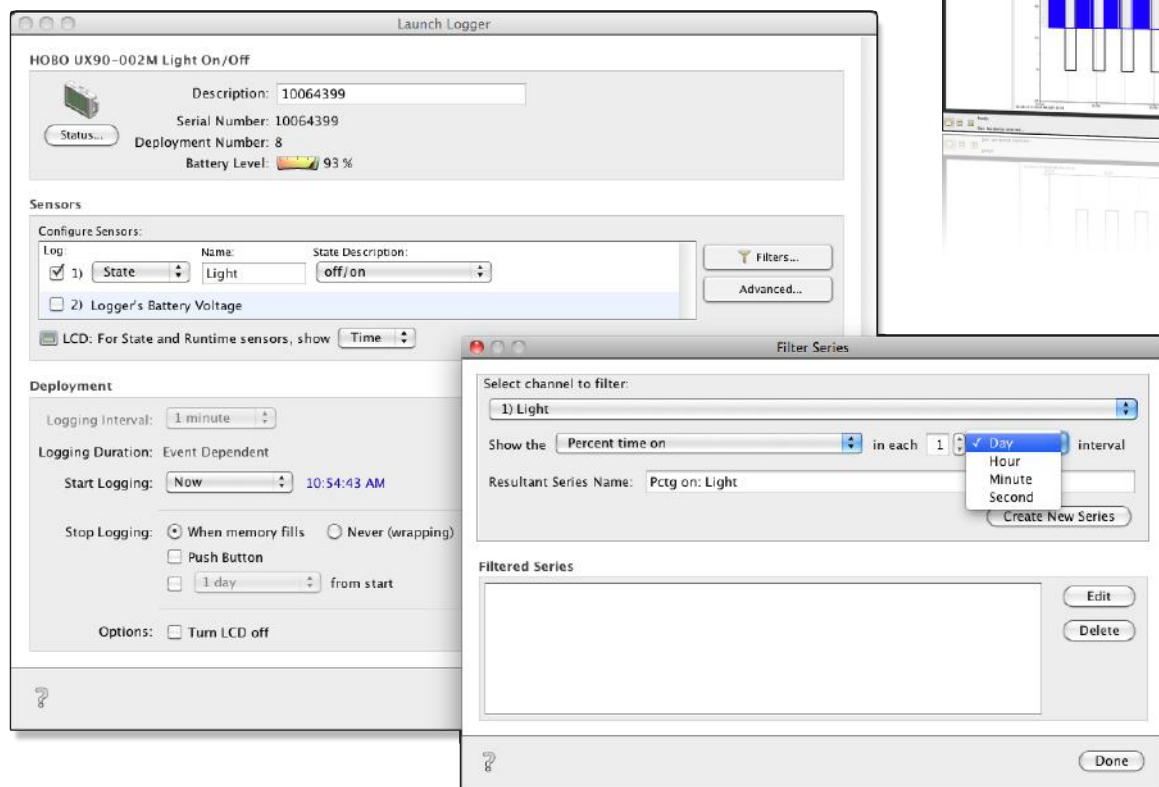 Launch Logger
HOBO UX90-002M Light On/Off
Description: 10064399
Status...
Serial Number: 10064399
Deployment Number: 8
Battery Level: 93 %
Sensors
Configure Sensors:
Log: Name: State Description:
1) State Light off/on
2) Logger's Battery Voltage
Filters...
Advanced...
LCD: For State and Runtime sensors, show Time
Deployment
Logging Interval: 1 minute
Logging Duration: Event Dependent
Start Logging: Now 10:54:43 AM
Stop Logging: When memory fills Never (wrapping)
Push Button
1 day from start
Options: Turn LCD off
Filter Series
Select channel to filter:
1) Light
Show the Percent time on in each 1 Day interval
Hour
Minute
Second
Resultant Series Name: Pctg on: Light
Create New Series
Filtered Series
Edit
Delete
Done